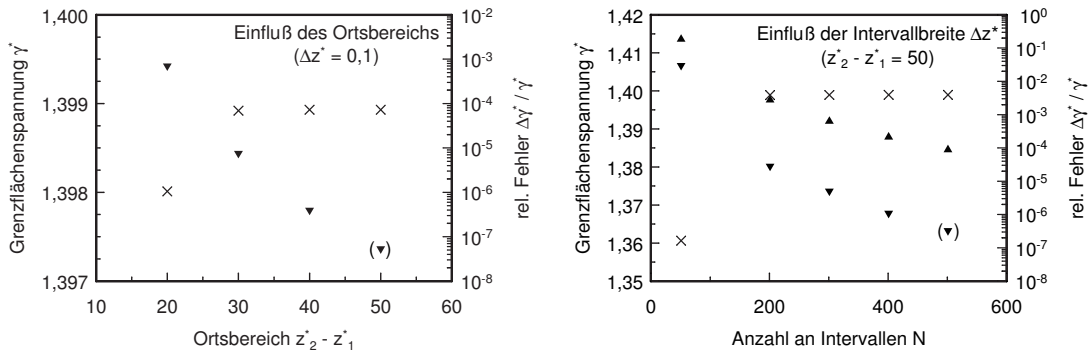 Einfluß des Ortsbereichs
(Δz* = 0,1)
Grenzflächenspannung γ*
1,400
1,399
1,398
1,397
10 20 30 40 50 60
Ortsbereich z*2 - z*1
10-2
10-3
10-4
10-5
10-6
10-7
10-8
rel. Fehler Δγ* / γ*
( )
Einfluß der Intervallbreite Δz*
(z*2 - z*1 = 50)
Grenzflächenspannung γ*
1,42
1,41
1,40
1,39
1,38
1,37
1,36
1,35
0 200 400 600
Anzahl an Intervallen N
100
10-1
10-2
10-3
10-4
10-5
10-6
10-7
10-8
rel. Fehler Δγ* / γ*
( )